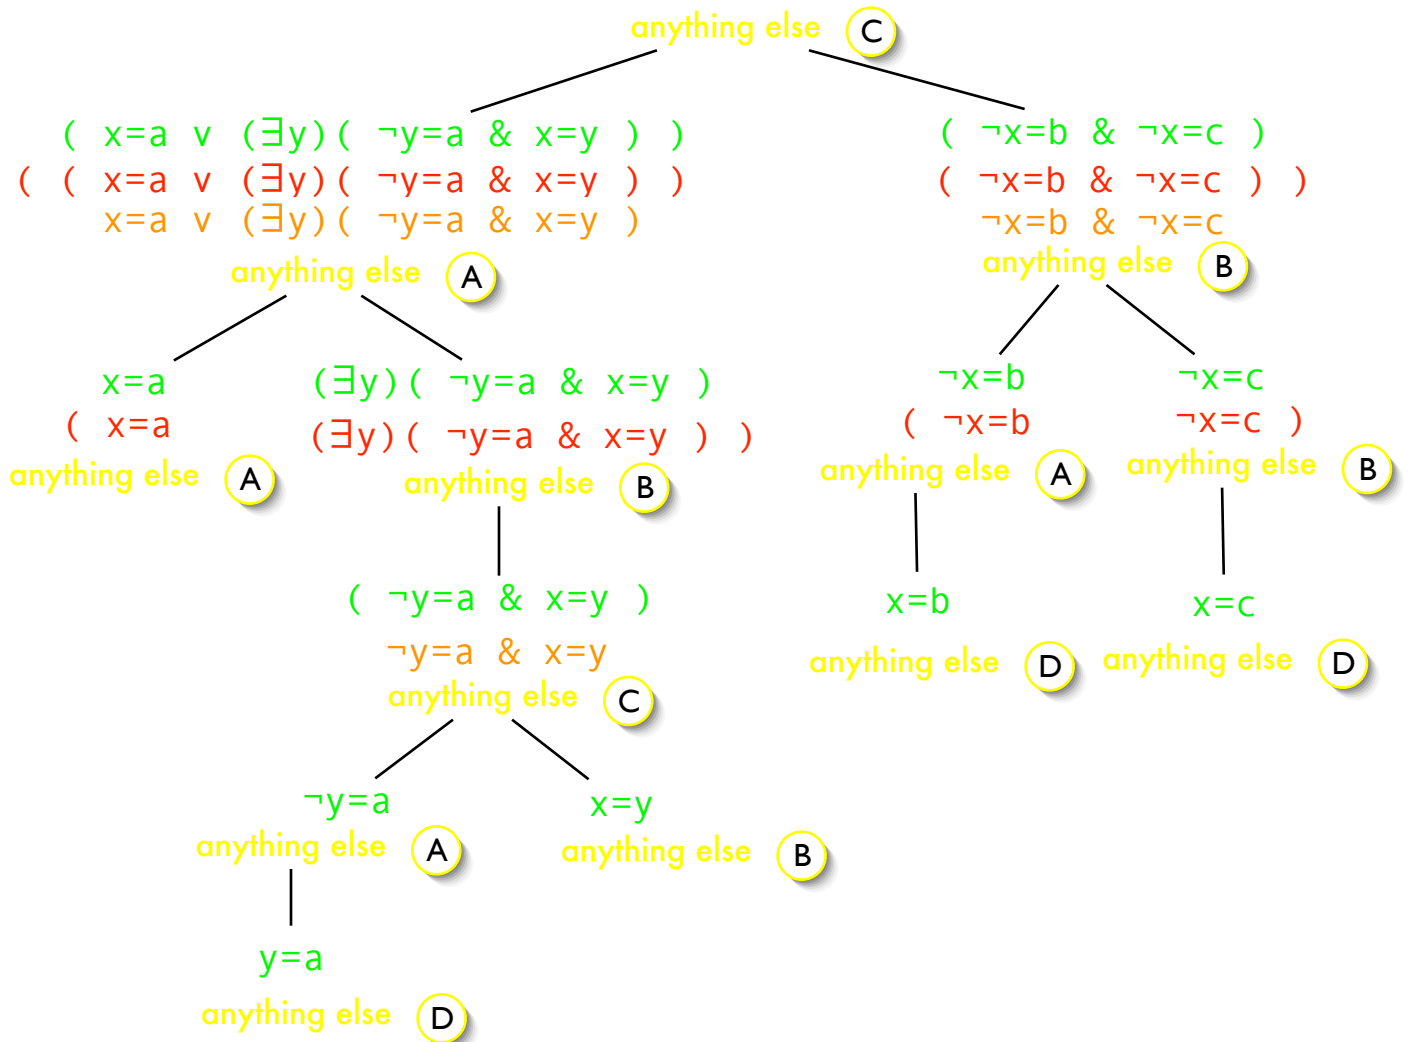 anything else C
( x=a v (∃y)( ¬y=a & x=y ) )
( ¬x=b & ¬x=c )
( ( x=a v (∃y)( ¬y=a & x=y ) )
( ¬x=b & ¬x=c ) )
x=a v (∃y)( ¬y=a & x=y )
¬x=b & ¬x=c
anything else A
anything else B
x=a
(∃y)( ¬y=a & x=y )
¬x=b
¬x=c
( x=a
(∃y)( ¬y=a & x=y ) )
( ¬x=b
¬x=c )
anything else A
anything else B
anything else A
anything else B
( ¬y=a & x=y )
x=b
x=c
¬y=a & x=y
anything else C
anything else D
anything else D
¬y=a
x=y
anything else A
anything else B
y=a
anything else D